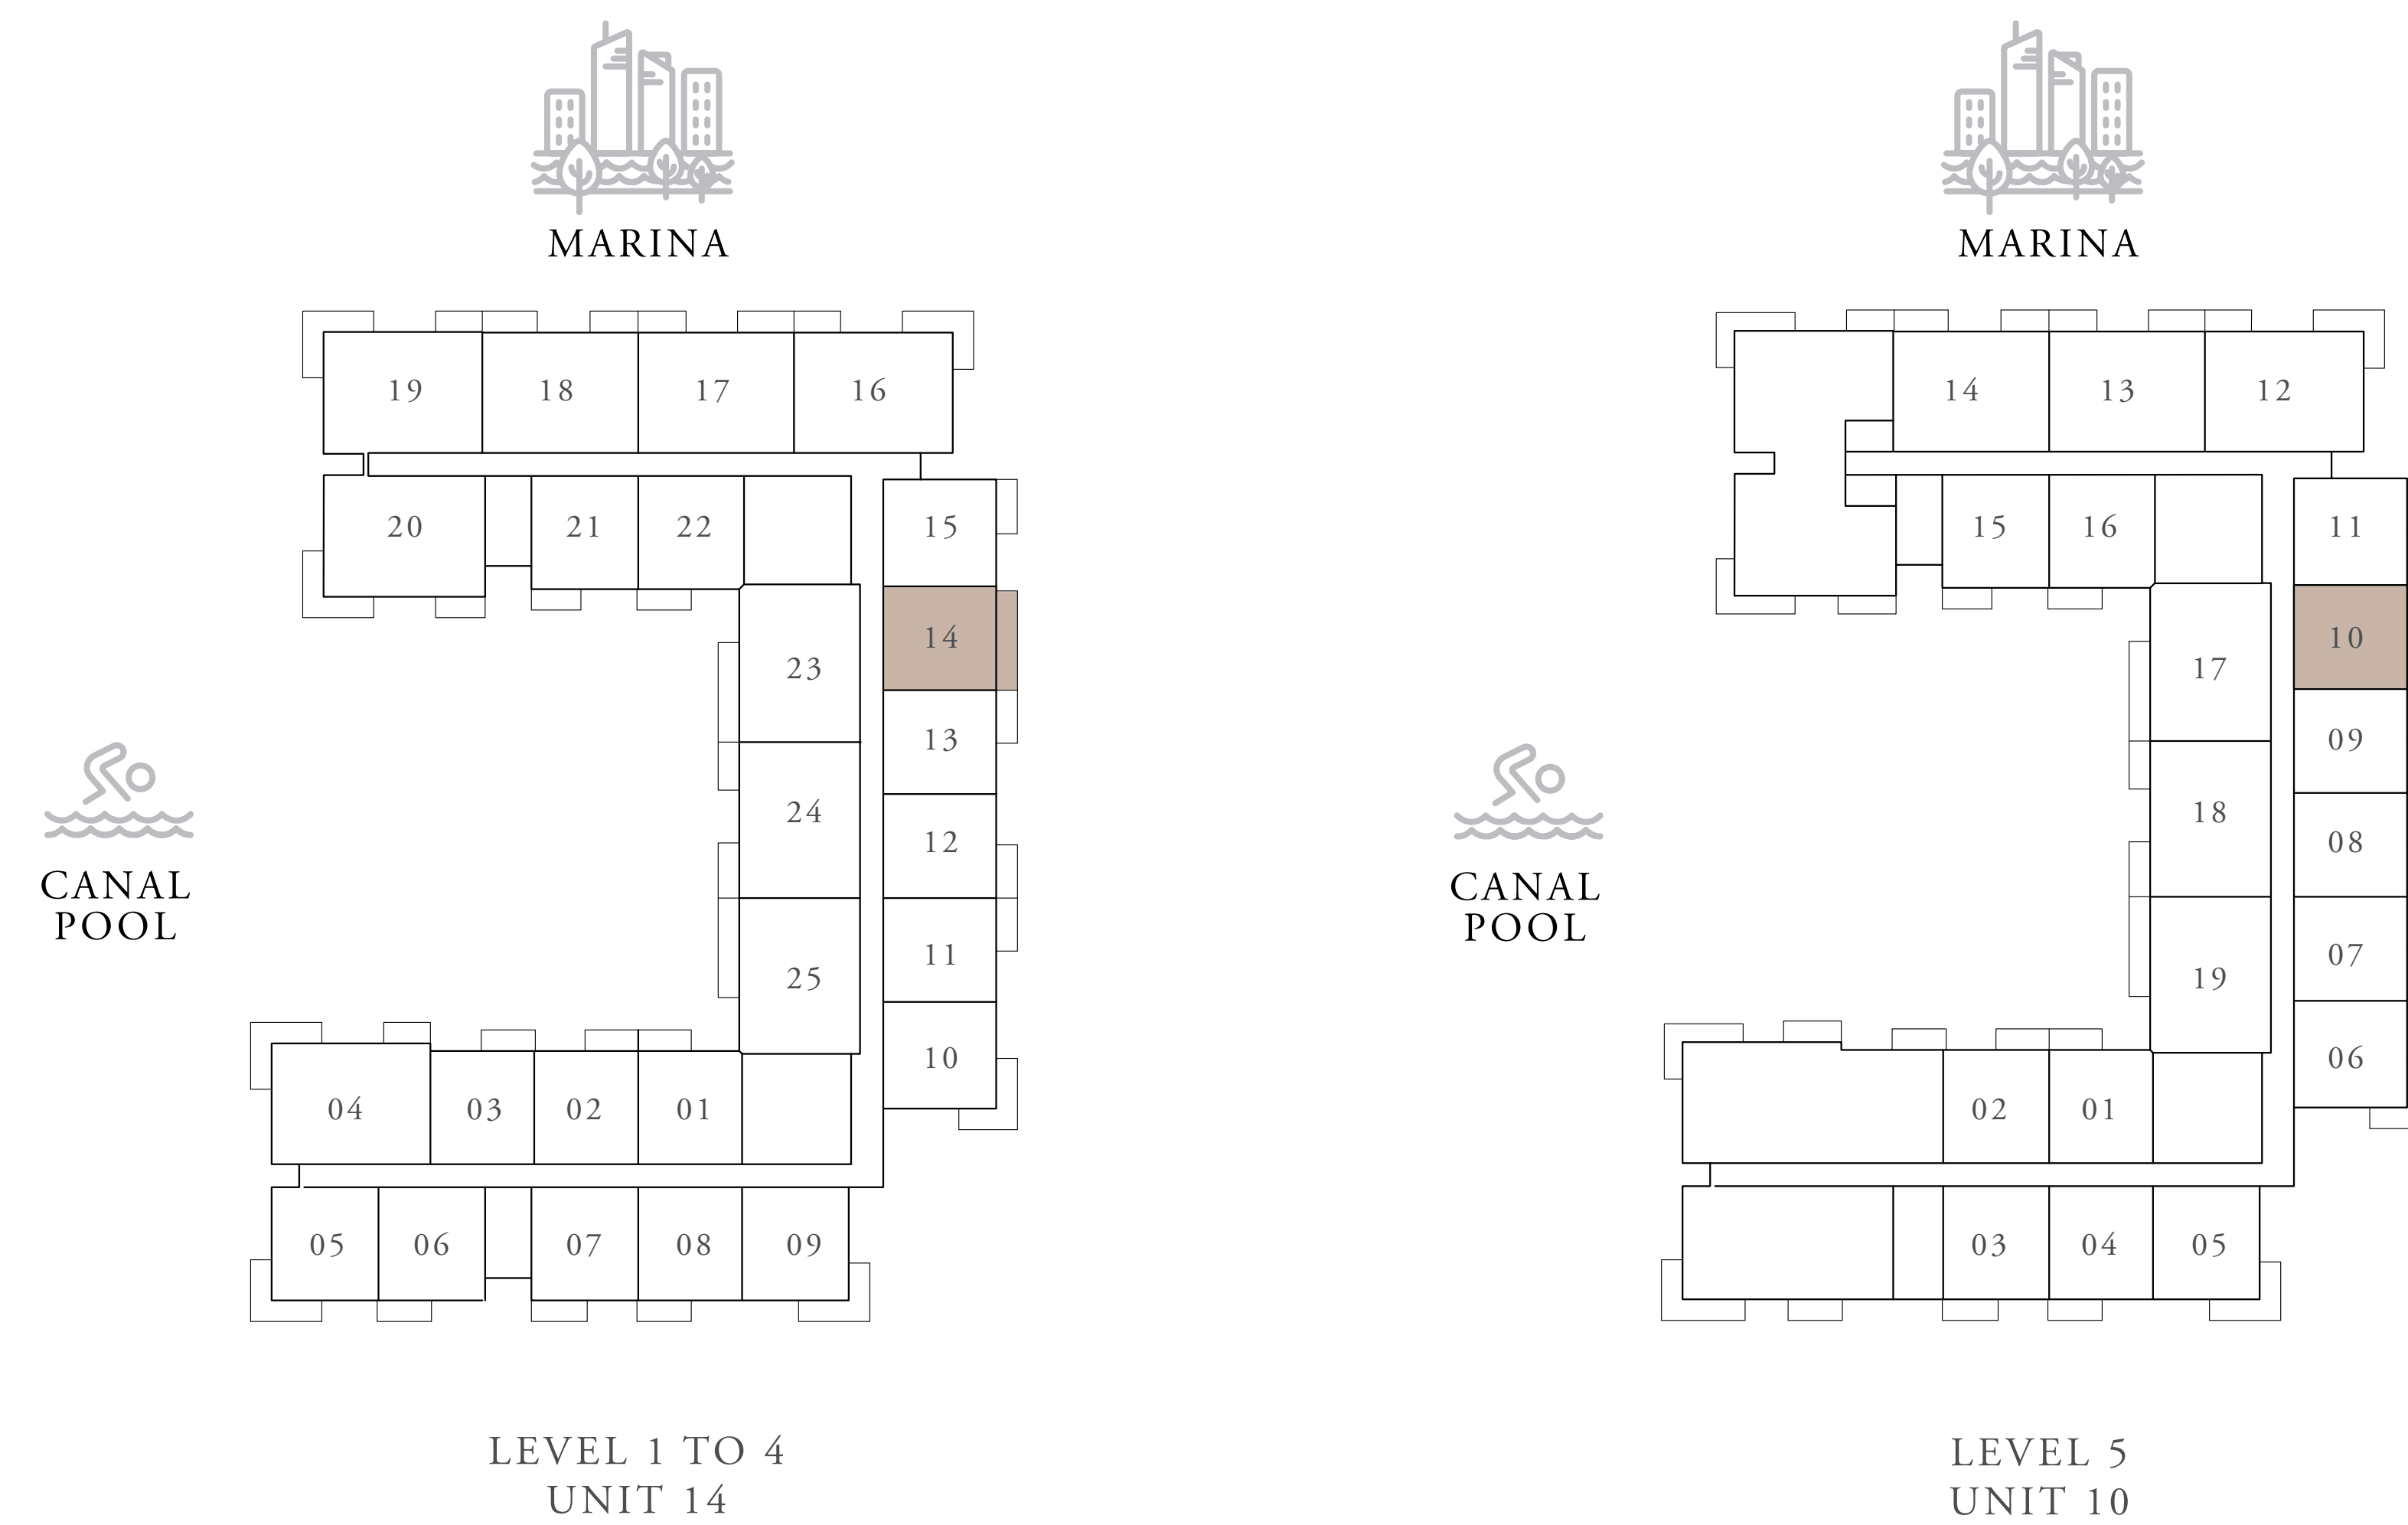 MARINA
19 18 17 16
20 21 22
15
14
23
13
24
12
11
25
10
04 03 02 01
05 06 07 08 09
CANAL
POOL
LEVEL 1 TO 4
UNIT 14
MARINA
14 13 12
15 16
11
10
17
09
18
08
07
19
06
02 01
03 04 05
CANAL
POOL
LEVEL 5
UNIT 10